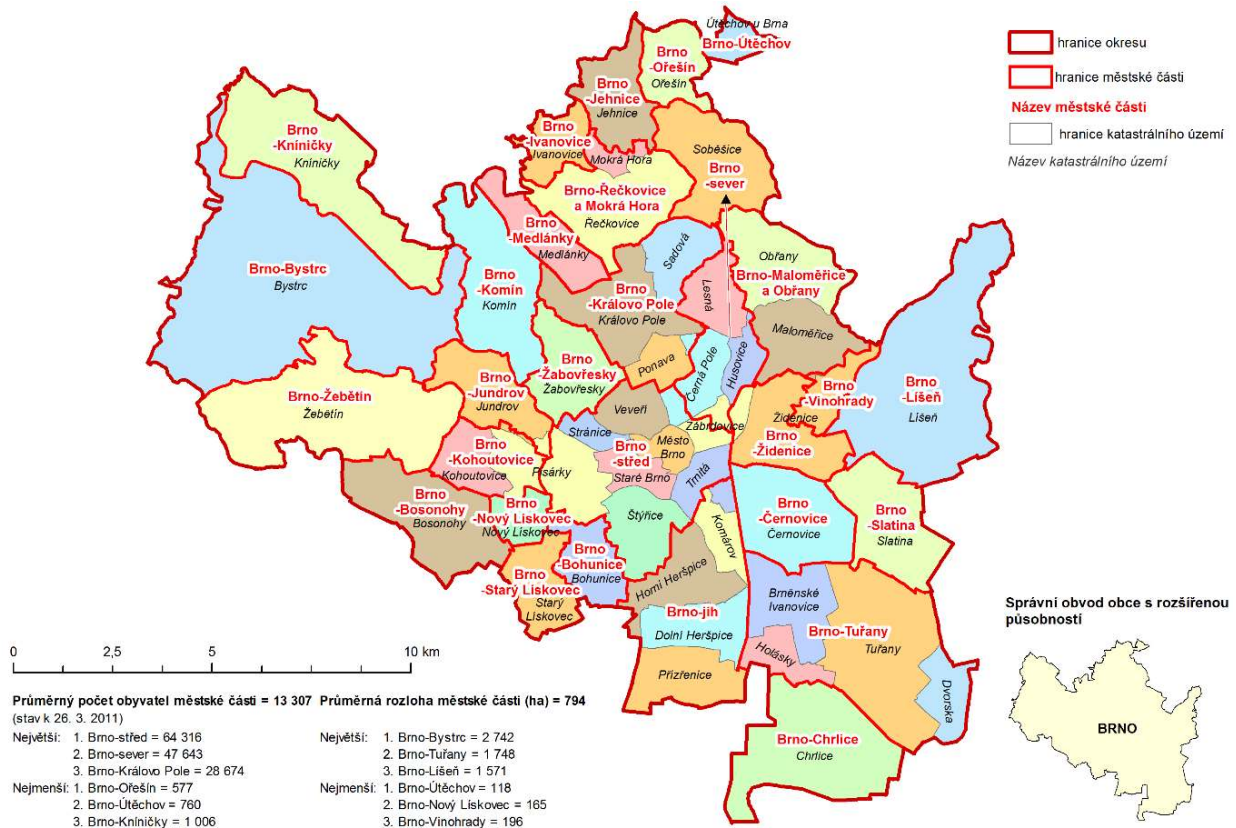 Útěchov u Brna
Brno-Útěchov
Brno
-Ořešín
Ořešín
Brno
-Jehnice
Jehnice
Brno
-Ivanovice
Ivanovice
Mokrá Hora
Brno
-Kníničky
Kníničky
Soběšice
Brno
-sever
Brno-Řečkovice
a Mokrá Hora
Řečkovice
Brno
-Medlánky
Medlánky
Sadová
Obřany
Brno-Maloměřice
a Obřany
Brno-Bystrc
Bystrc
Brno
-Komín
Komín
Brno
-Královo Pole
Královo Pole
Lesná
Maloměřice
Ponava
Černá Pole
Husovice
Brno
-Žabovřesky
Žabovřesky
Brno
-Jundrov
Jundrov
Brno-Žebětín
Žebětín
Brno
-Vinohrady
Židenice
Brno
-Židenice
Brno
-Líšeň
Líšeň
Veveří
Stránice
Zábrdovice
Město
Brno
Brno
-střed
Staré Brno
Trnitá
Brno
-Kohoutovice
Kohoutovice
Pisárky
Brno
-Bosonohy
Bosonohy
Brno
-Nový Lískovec
Nový Lískovec
Štýřice
Komárov
Brno
-Černovice
Černovice
Brno
-Slatina
Slatina
Brno
-Bohunice
Bohunice
Brno
-Starý Lískovec
Starý
Lískovec
Horní Heršpice
Brno-jih
Dolní Heršpice
Přízřenice
Brněnské
Ivanovice
Brno-Tuřany
Tuřany
Holásky
Dvorska
Brno-Chrlice
Chrlice
hranice okresu
hranice městské části
Název městské části
hranice katastrálního území
Název katastrálního území
Správní obvod obce s rozšířenou
působností
BRNO
0 2,5 5 10 km
Průměrný počet obyvatel městské části = 13 307
(stav k 26. 3. 2011)
Největší: 1. Brno-střed = 64 316
2. Brno-sever = 47 643
3. Brno-Královo Pole = 28 674
Nejmenší: 1. Brno-Ořešín = 577
2. Brno-Útěchov = 760
3. Brno-Kníničky = 1 006
Průměrná rozloha městské části (ha) = 794
Největší: 1. Brno-Bystrc = 2 742
2. Brno-Tuřany = 1 748
3. Brno-Líšeň = 1 571
Nejmenší: 1. Brno-Útěchov = 118
2. Brno-Nový Lískovec = 165
3. Brno-Vinohrady = 196